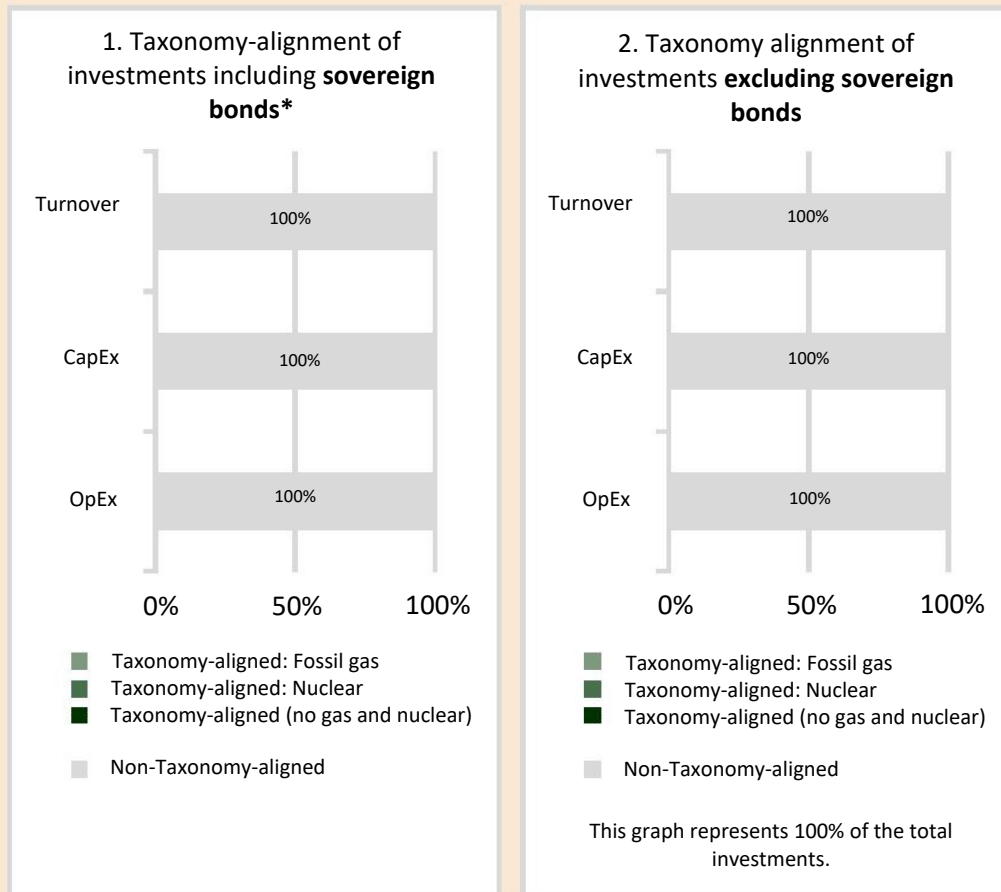 1. Taxonomy-alignment of
investments including sovereign
bonds*
Turnover
100%
CapEx
100%
OpEx
100%
0% 50% 100%
Taxonomy-aligned: Fossil gas
Taxonomy-aligned: Nuclear
Taxonomy-aligned (no gas and nuclear)
Non-Taxonomy-aligned
2. Taxonomy alignment of
investments excluding sovereign
bonds
Turnover
100%
CapEx
100%
OpEx
100%
0% 50% 100%
Taxonomy-aligned: Fossil gas
Taxonomy-aligned: Nuclear
Taxonomy-aligned (no gas and nuclear)
Non-Taxonomy-aligned
This graph represents 100% of the total
investments.